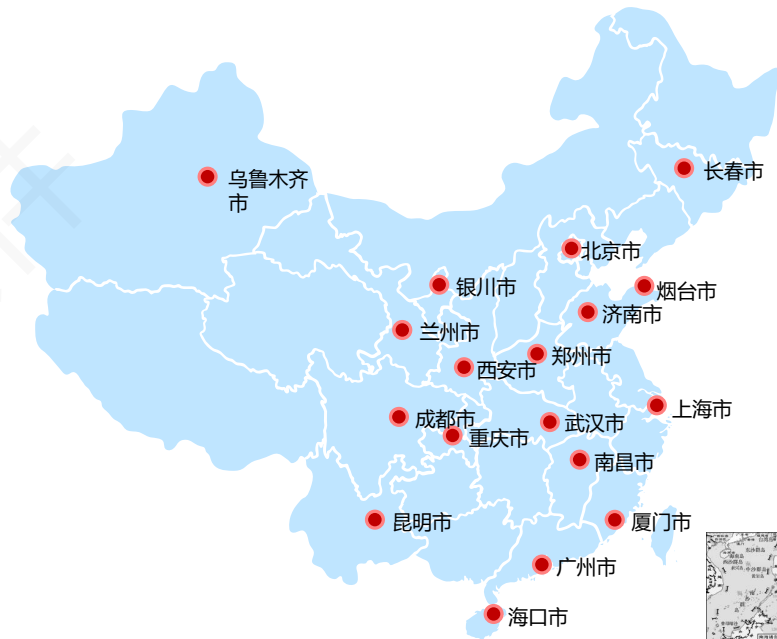 乌鲁木齐
市
长春市
北京市
银川市
烟台市
济南市
兰州市
郑州市
西安市
上海市
成都市
武汉市
重庆市
南昌市
昆明市
厦门市
广州市
海口市